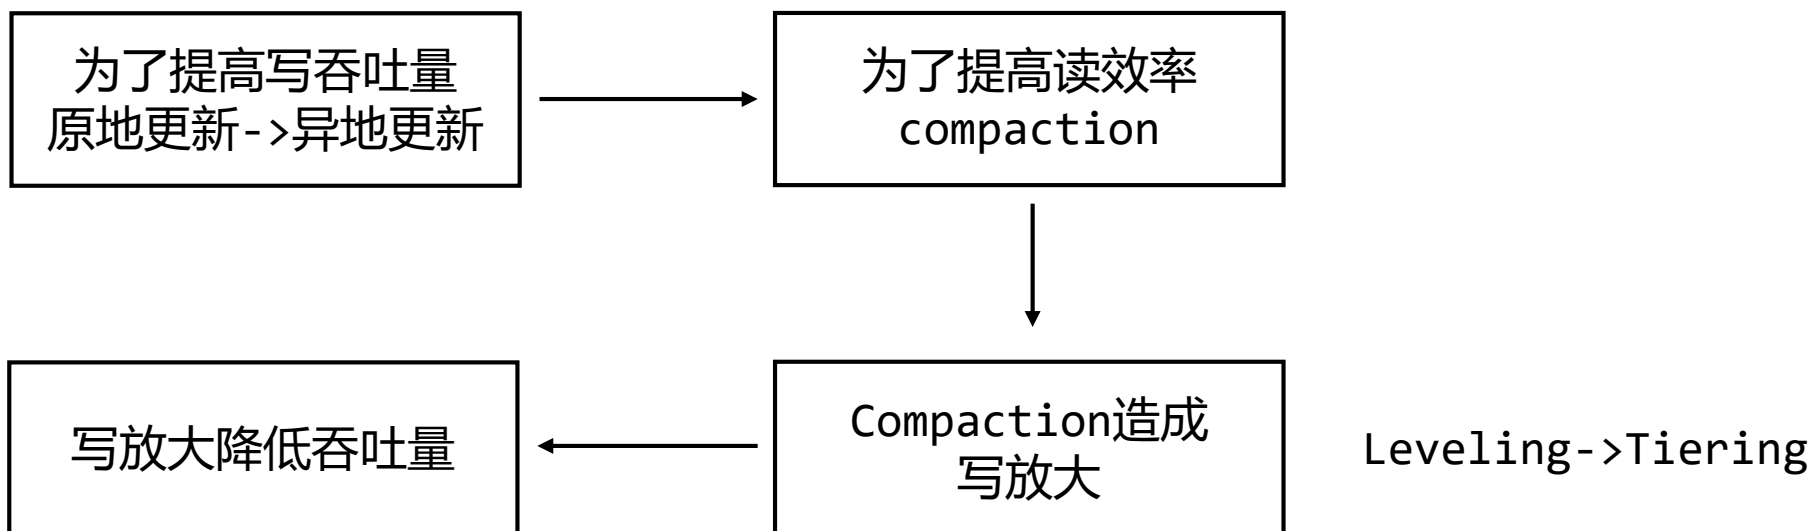 为了提高写吞吐量
原地更新->异地更新
为了提高读效率
compaction
Compaction造成
写放大
Leveling->Tiering
写放大降低吞吐量